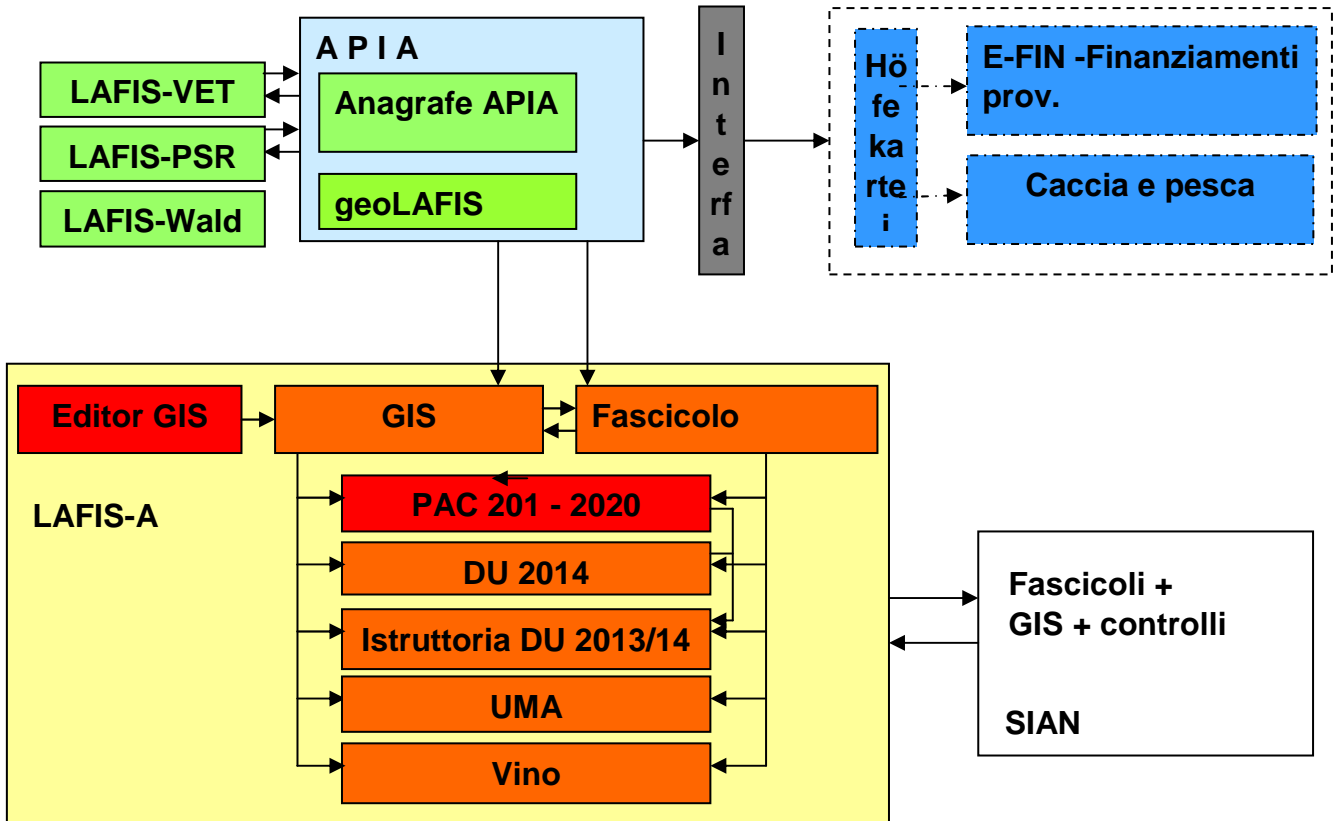 A P I A
LAFIS-VET
LAFIS-PSR
LAFIS-Wald
Anagrafe APIA
geoLAFIS
I
n
t
e
rf
a
Hö
fe
ka
rte
i
E-FIN -Finanziamenti
prov.
Caccia e pesca
Editor GIS
GIS
Fascicolo
LAFIS-A
PAC 201 - 2020
DU 2014
Istruttoria DU 2013/14
UMA
Vino
Fascicoli +
GIS + controlli
SIAN